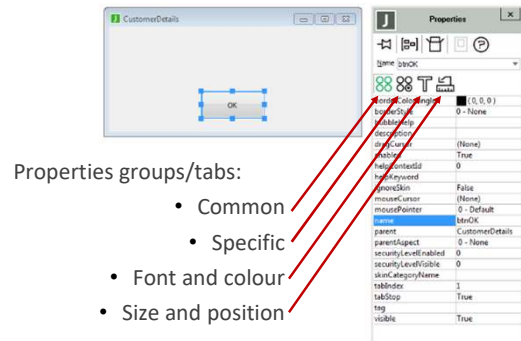 CustomerDetails
OK
Properties groups/tabs:
• Common
• Specific
• Font and colour
• Size and position
Properties
Name btnOK
(0, 0, 0)
borderStyle 0 - None
bubbleHelp
description
dragCursor (None)
enabled True
helpContextId 0
helpKeyword
ignoreSkin False
mouseCursor (None)
mousePointer 0 - Default
name btnOK
parent CustomerDetails
parentAspect 0 - None
securityLevelEnabled 0
securityLevelVisible 0
skinCategoryName
tabIndex 1
tabStop True
tag
visible True